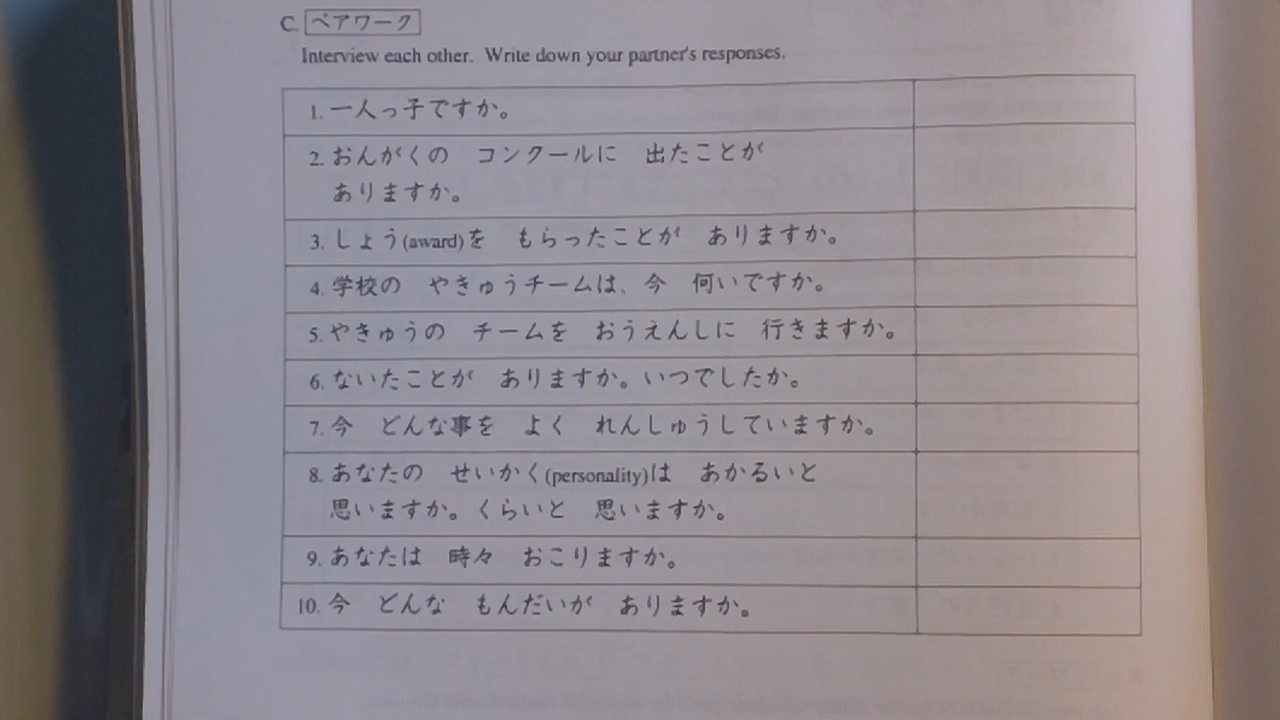 C. ペアワーク
Interview each other. Write down your partner's responses.
1. 一人っ子ですか。
2. おんがくの コンクールに 出たことが
ありますか。
3. しょう(award)を もらったことが ありますか。
4. 学校の やきゅうチームは、今 何いですか。
5. やきゅうの チームを おうえんしに 行きますか。
6. ないたことが ありますか。いつでしたか。
7. 今 どんな事を よく れんしゅうしていますか。
8. あなたの せいかく(personality)は あかるいと
思いますか。くらいと 思いますか。
9. あなたは 時々 おこりますか。
10. 今 どんな もんだいが ありますか。